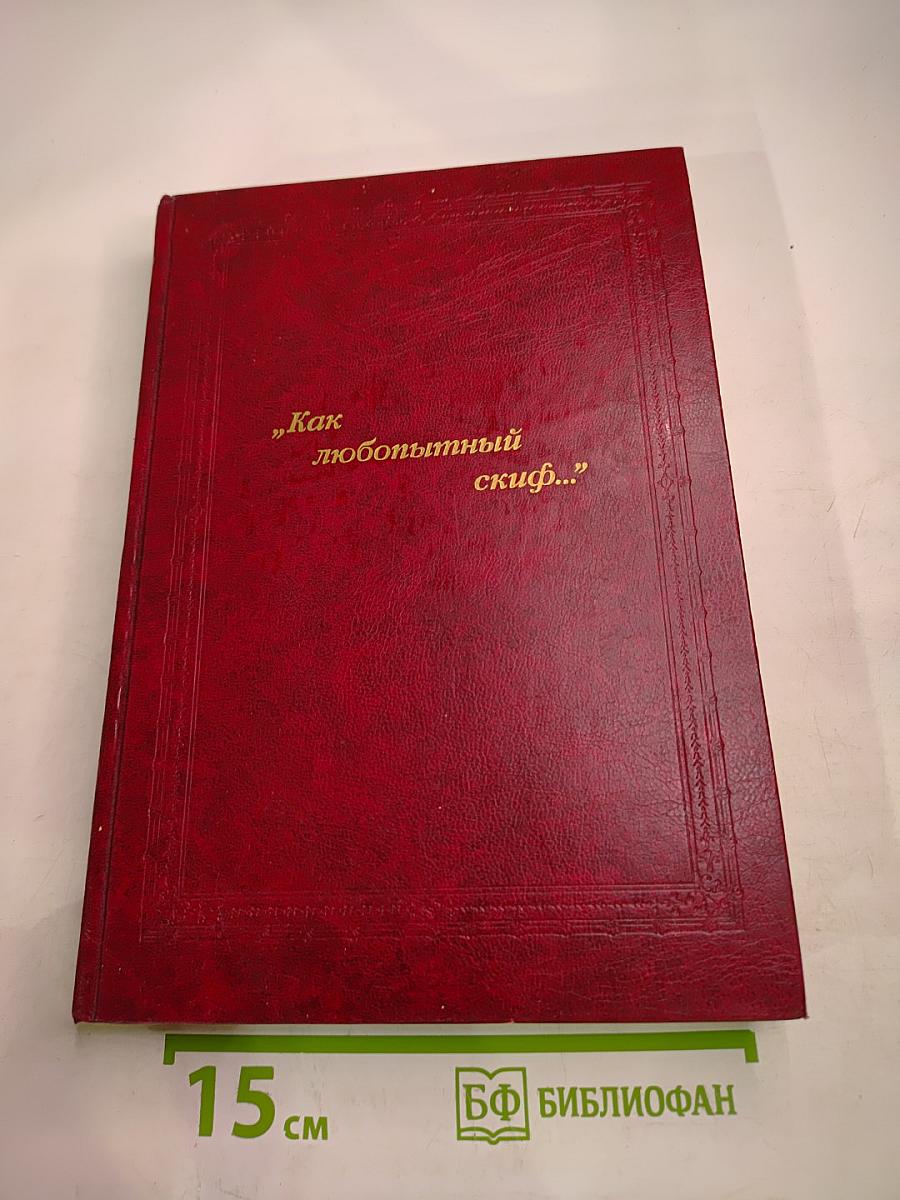 „Как
любопытный
скиф...”
15 см
БФ БИБЛИОФАН